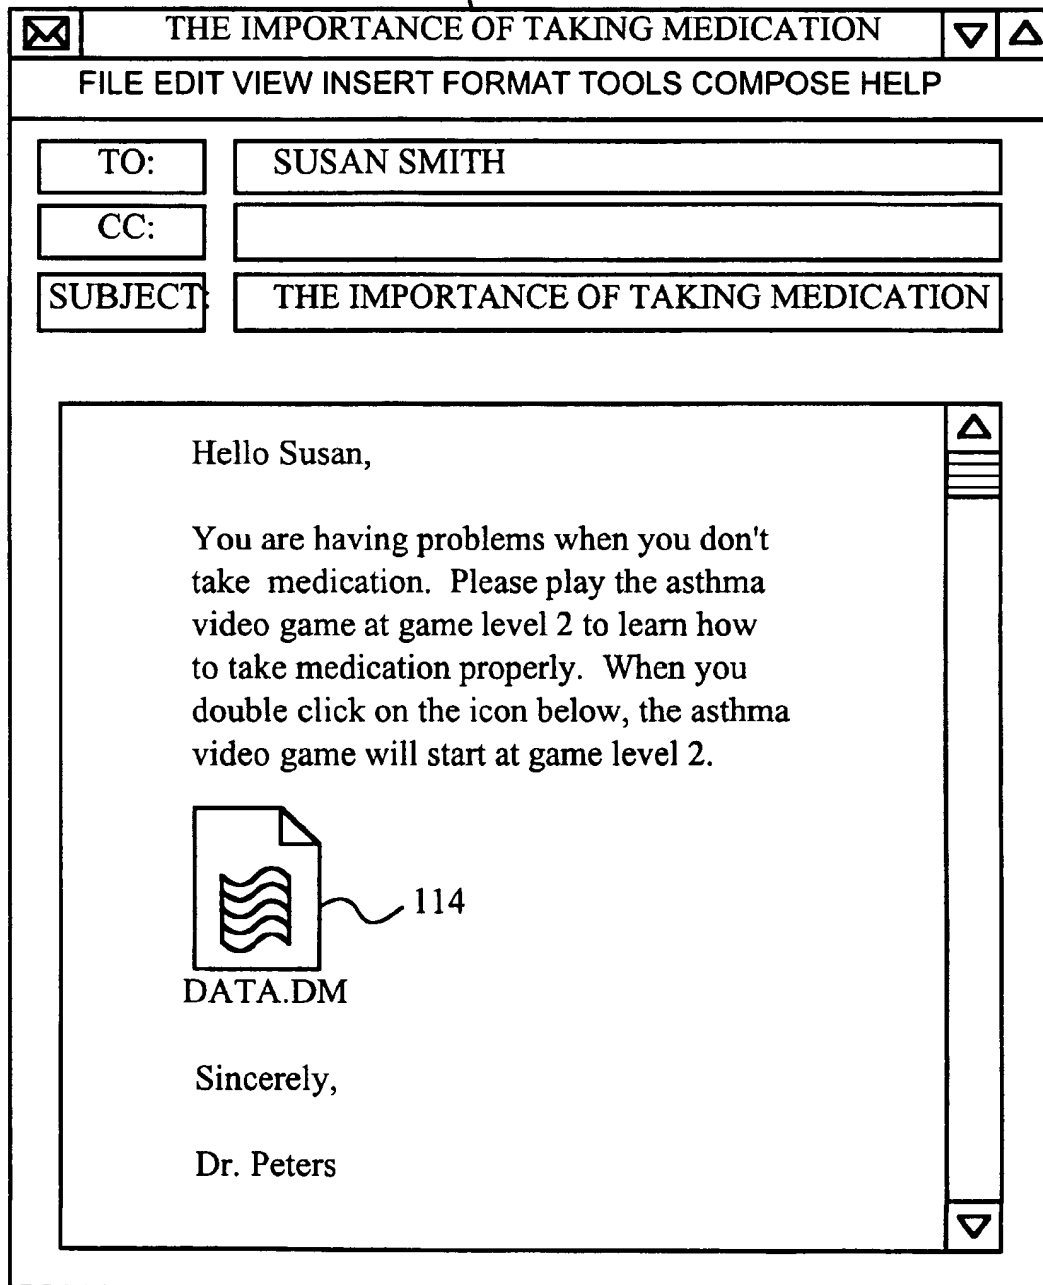 THE IMPORTANCE OF TAKING MEDICATION
FILE EDIT VIEW INSERT FORMAT TOOLS COMPOSE HELP
TO: SUSAN SMITH
CC:
SUBJECT: THE IMPORTANCE OF TAKING MEDICATION
Hello Susan,
You are having problems when you don't
take medication. Please play the asthma
video game at game level 2 to learn how
to take medication properly. When you
double click on the icon below, the asthma
video game will start at game level 2.
114
DATA.DM
Sincerely,
Dr. Peters